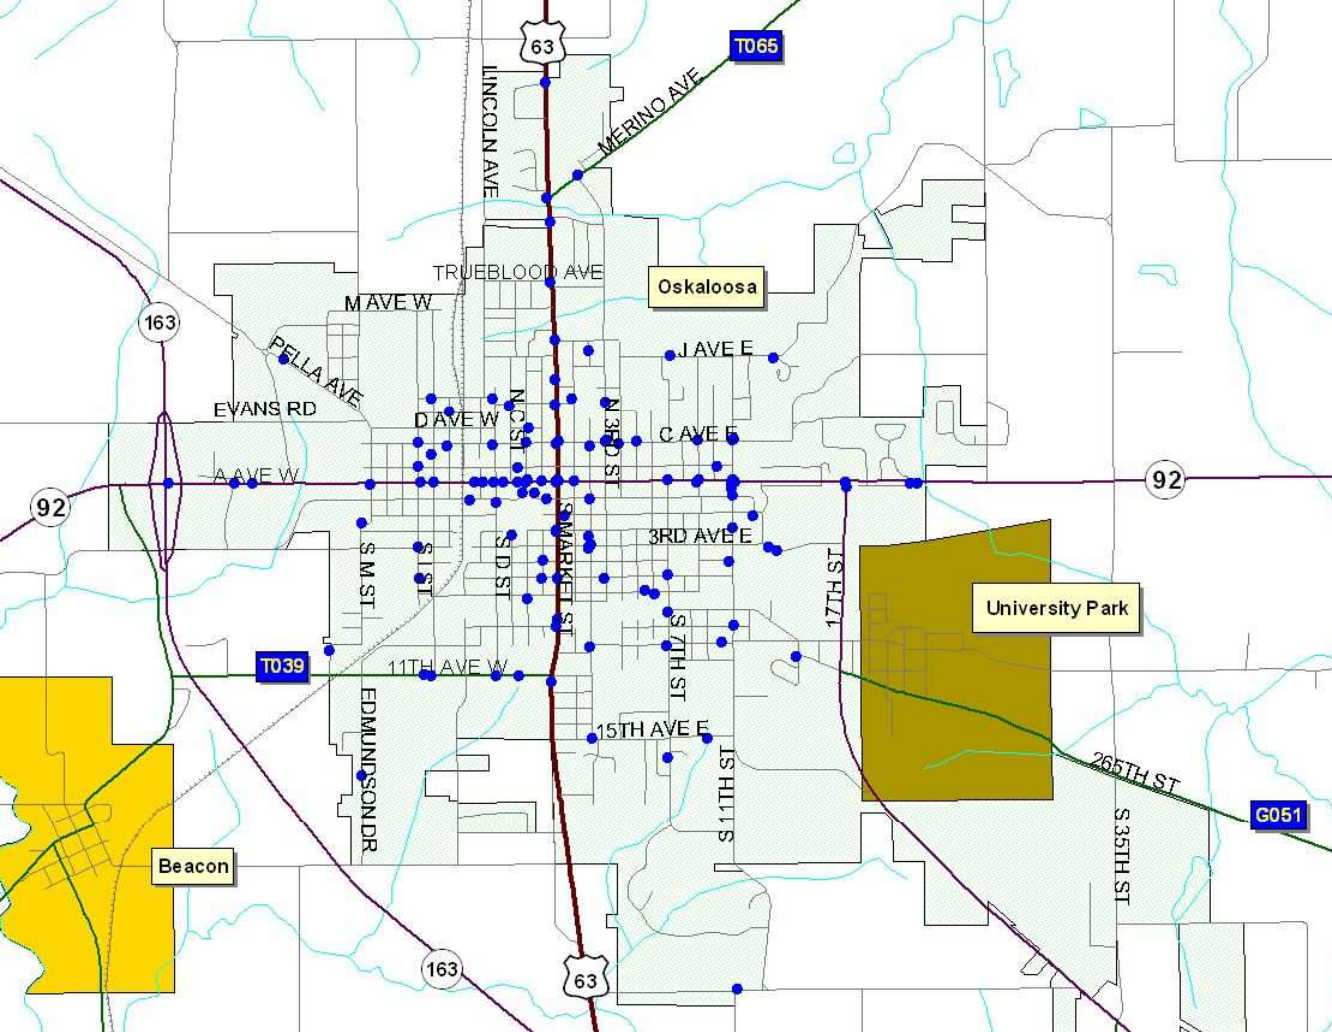 63
T065
LINCOLN AVE
MERINO AVE
TRUEBLOOD AVE
Oskaloosa
M AVE W
163
PELLA AVE
J AVE E
EVANS RD
D AVE W
N C ST
N 3RD ST
C AVE E
A AVE W
92
92
S M ST
S I ST
S D ST
S MARKET ST
3RD AVE E
17TH ST
University Park
T039
11TH AVE W
S 7TH ST
EDMUNDSON DR
15TH AVE E
S 11TH ST
265TH ST
G051
S 35TH ST
Beacon
163
63